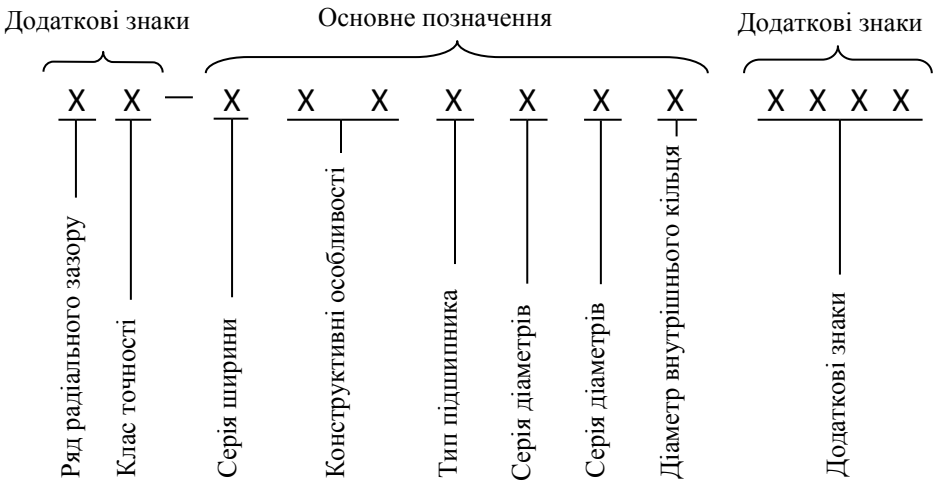 Додаткові знаки
Основне позначення
Додаткові знаки
X X — X X X X X X X X X X X
Ряд радіального зазору
Клас точності
Серія ширини
Конструктивні особливості
Тип підшипника
Серія діаметрів
Серія діаметрів
Діаметр внутрішнього кільця
Додаткові знаки